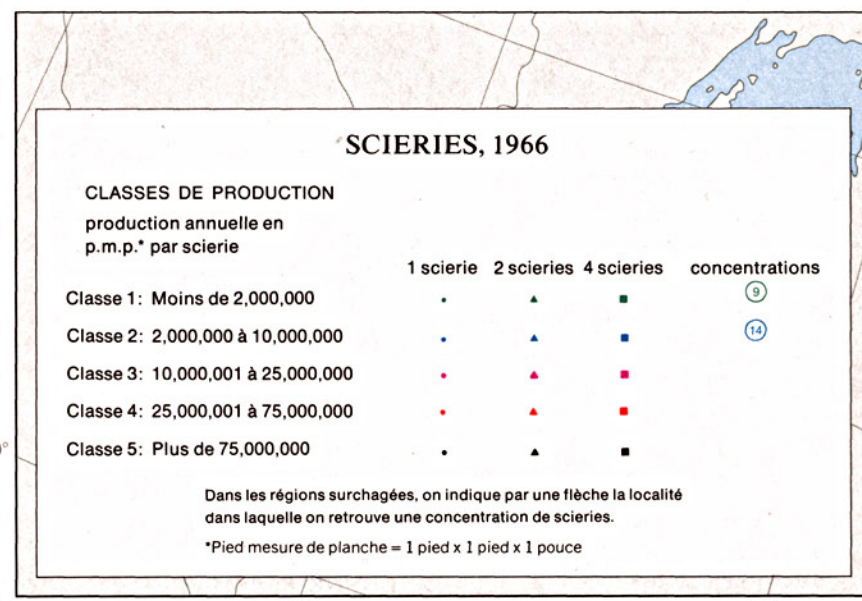 SCIERIES, 1966
CLASSES DE PRODUCTION
production annuelle en
p.m.p.* par scierie
1 scierie 2 scieries 4 scieries concentrations
Classe 1: Moins de 2,000,000 9
Classe 2: 2,000,000 à 10,000,000 14
Classe 3: 10,000,001 à 25,000,000
Classe 4: 25,000,001 à 75,000,000
Classe 5: Plus de 75,000,000
Dans les régions surchagées, on indique par une flèche la localité
dans laquelle on retrouve une concentration de scieries.
*Pied mesure de planche = 1 pied x 1 pied x 1 pouce